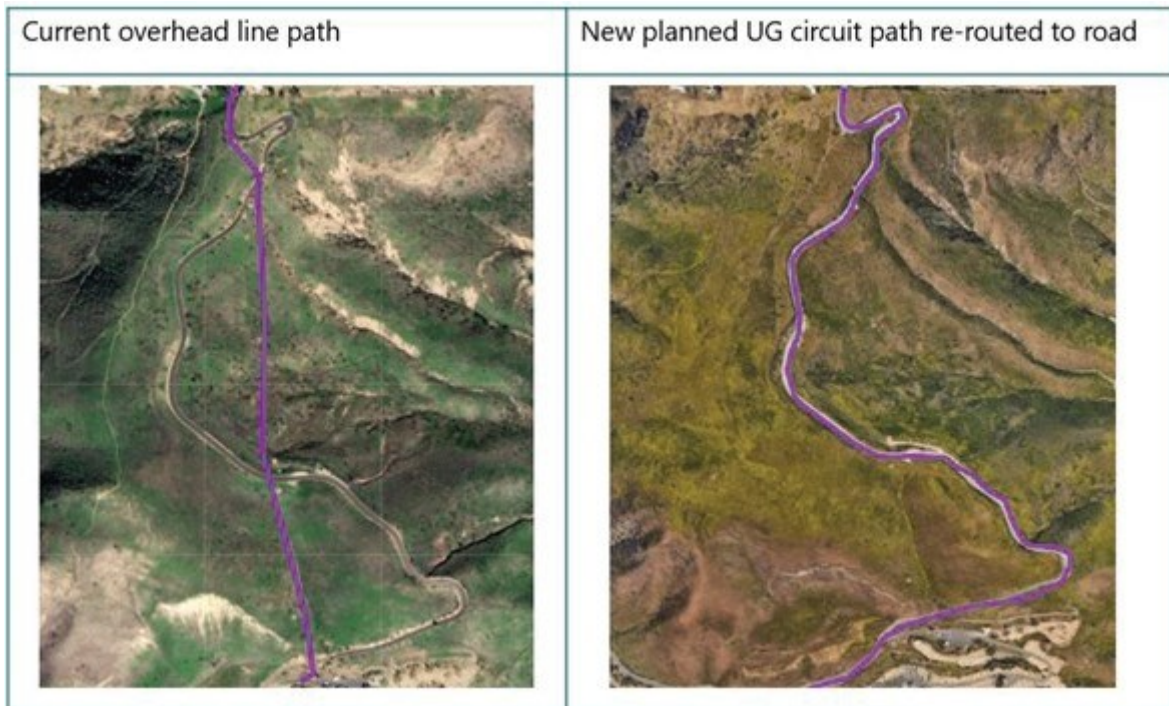 Current overhead line path
New planned UG circuit path re-routed to road